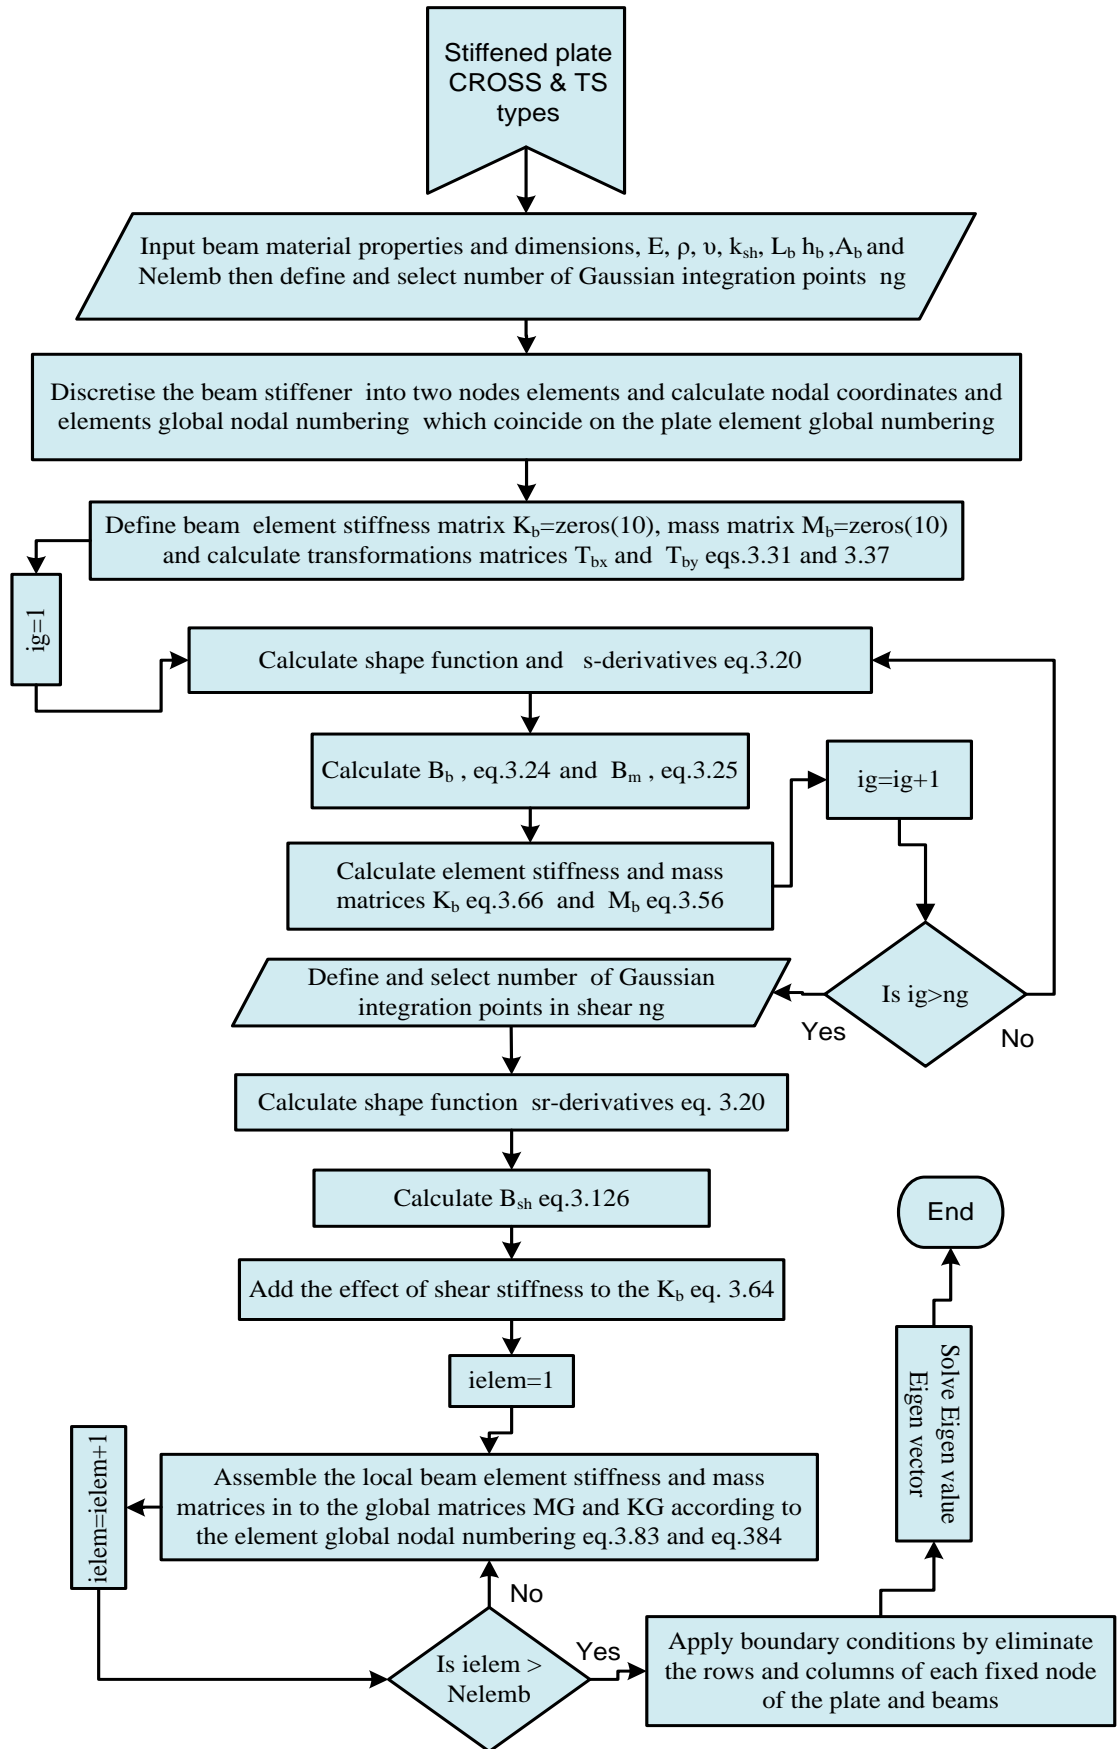 Stiffened plate
CROSS & TS
types
Input beam material properties and dimensions, E, ρ, υ, k_sh, L_b h_b ,A_b and
Nelemb then define and select number of Gaussian integration points ng
Discretise the beam stiffener into two nodes elements and calculate nodal coordinates and
elements global nodal numbering which coincide on the plate element global numbering
Define beam element stiffness matrix K_b=zeros(10), mass matrix M_b=zeros(10)
and calculate transformations matrices T_bx and T_by eqs.3.31 and 3.37
ig=1
Calculate shape function and s-derivatives eq.3.20
Calculate B_b , eq.3.24 and B_m , eq.3.25
ig=ig+1
Calculate element stiffness and mass
matrices K_b eq.3.66 and M_b eq.3.56
Is ig>ng
Yes
No
Define and select number of Gaussian
integration points in shear ng
Calculate shape function sr-derivatives eq. 3.20
Calculate B_sh eq.3.126
Add the effect of shear stiffness to the K_b eq. 3.64
ielem=1
Assemble the local beam element stiffness and mass
matrices in to the global matrices MG and KG according to
the element global nodal numbering eq.3.83 and eq.384
ielem=ielem+1
No
Is ielem >
Nelemb
Yes
Apply boundary conditions by eliminate
the rows and columns of each fixed node
of the plate and beams
Solve Eigen value
Eigen vector
End